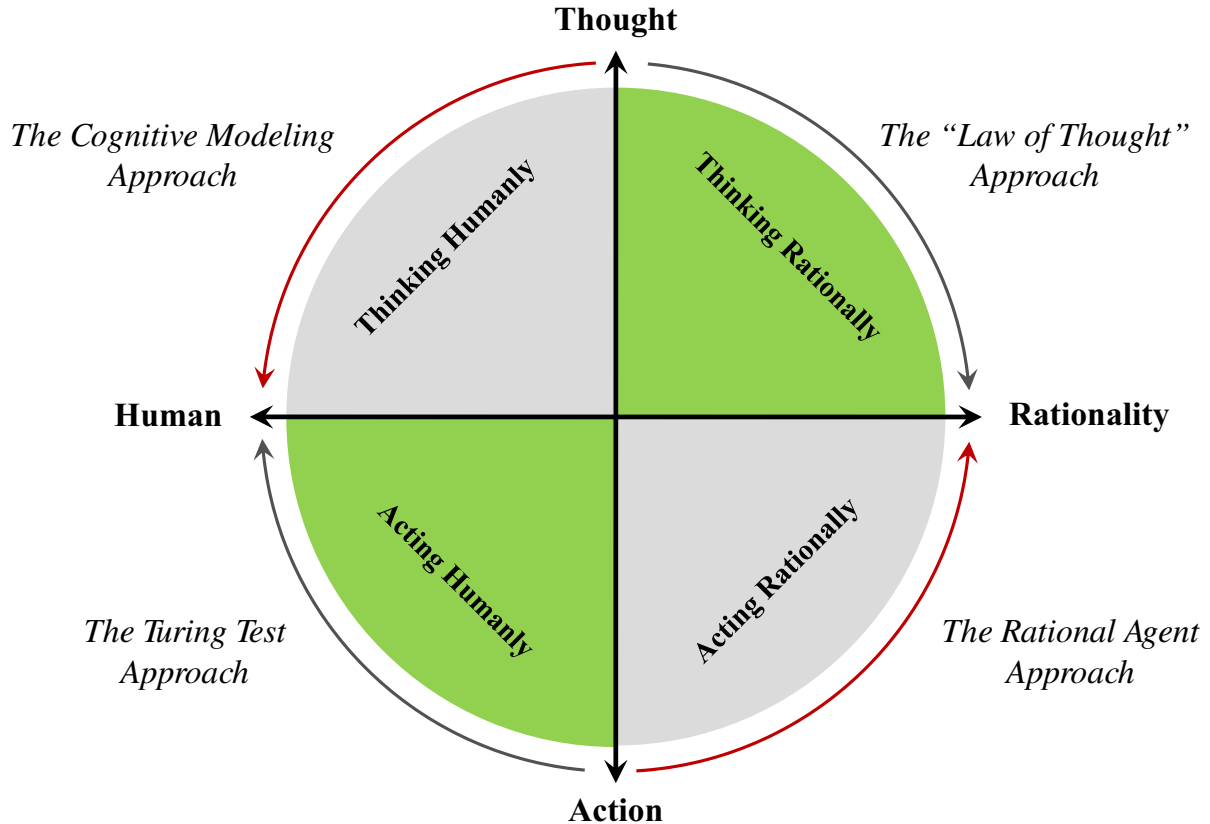 Thought
The Cognitive Modeling
Approach
The “Law of Thought”
Approach
Thinking Humanly
Thinking Rationally
Human
Rationality
Acting Humanly
Acting Rationally
The Turing Test
Approach
The Rational Agent
Approach
Action